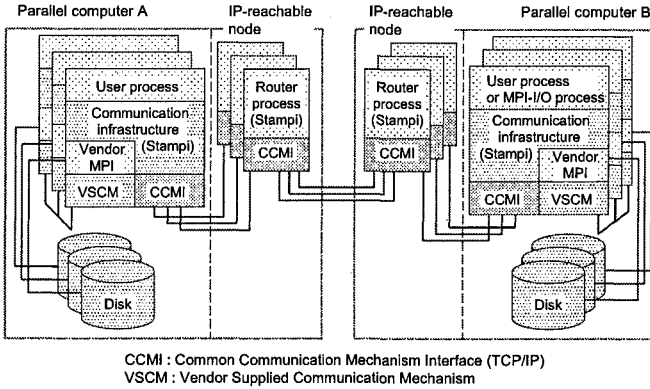 Parallel computer A
IP-reachable
node
IP-reachable
node
Parallel computer B
User process
Communication
infrastructure
(Stampi)
Vendor
MPI
VSCM
CCMI
Disk
Router
process
(Stampi)
CCMI
Router
process
(Stampi)
CCMI
User process
or MPI-I/O process
Communication
infrastructure
(Stampi)
Vendor
MPI
CCMI
VSCM
Disk
CCMI : Common Communication Mechanism Interface (TCP/IP)
VSCM : Vendor Supplied Communication Mechanism